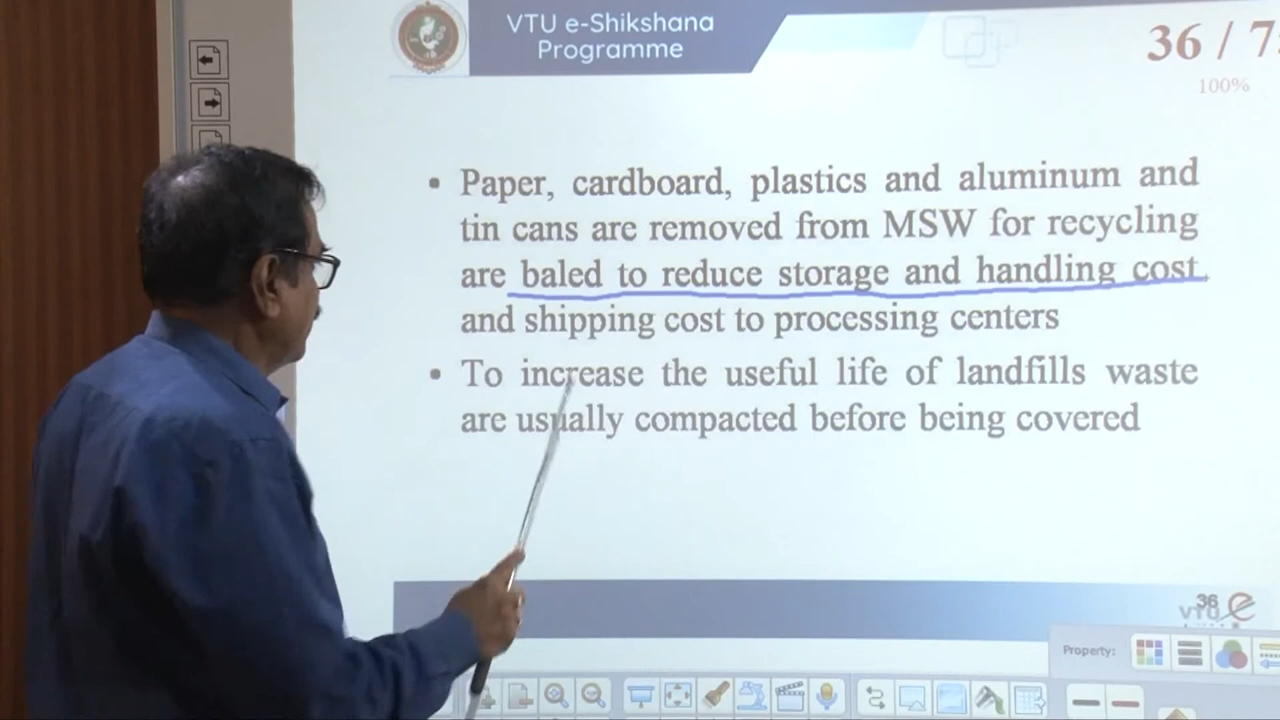 VTU e-Shikshana
Programme
36 / 7
100%
• Paper, cardboard, plastics and aluminum and
tin cans are removed from MSW for recycling
are baled to reduce storage and handling cost
and shipping cost to processing centers
• To increase the useful life of landfills waste
are usually compacted before being covered
36
VTU e
Property: